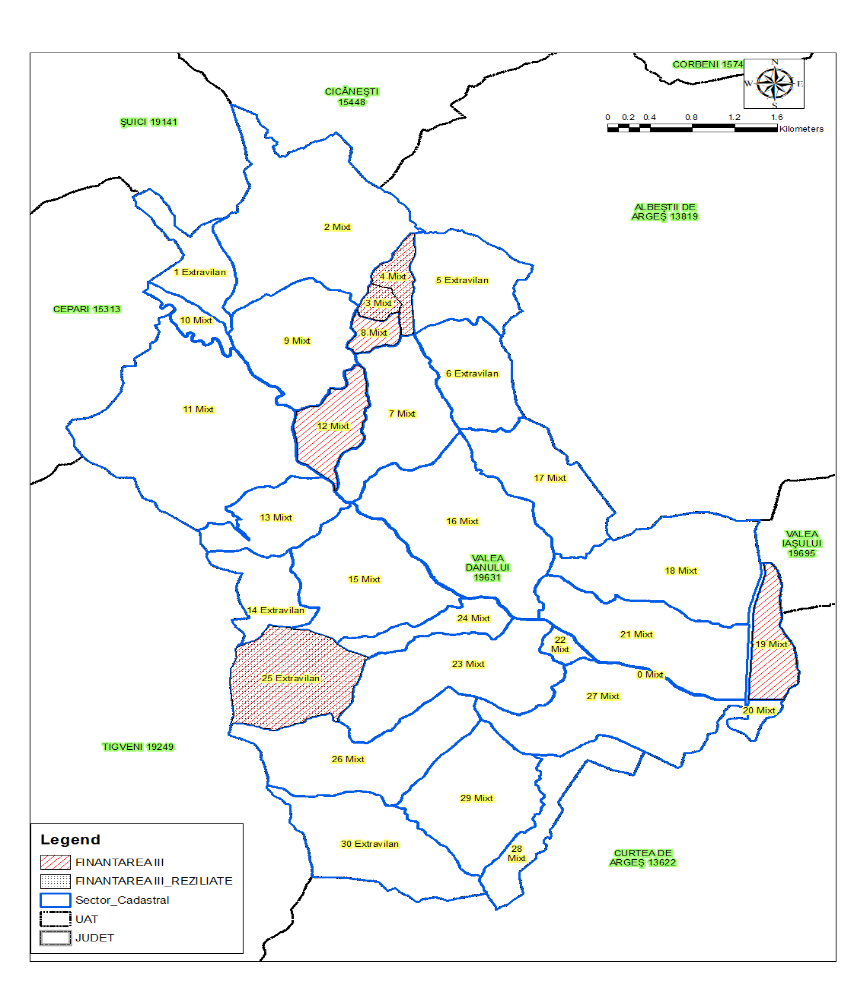 CORBENI 1574
N
W
E
S
CICĂNEȘTI
15448
ŞUICI 19141
0 0.2 0.4 0.8 1.2 1.6
Kilometers
ALBEȘTII DE
ARGEȘ 13819
2 Mixt
1 Extravilan
4 Mixt
5 Extravilan
3 Mixt
CEPARI 15313
10 Mixt
8 Mixt
9 Mixt
6 Extravilan
11 Mixt
7 Mixt
12 Mixt
17 Mixt
13 Mixt
16 Mixt
VALEA
IAȘULUI
19695
VALEA
DANULUI
19631
18 Mixt
15 Mixt
14 Extravilan
24 Mixt
21 Mixt
22
Mixt
19 Mixt
23 Mixt
25 Extravilan
0 Mixt
27 Mixt
20 Mixt
TIGVENI 19249
26 Mixt
29 Mixt
30 Extravilan
28
Mixt
CURTEA DE
ARGEȘ 13622
Legend
FINANTAREA III
FINANTAREA III_REZILIATE
Sector_Cadastral
UAT
JUDET